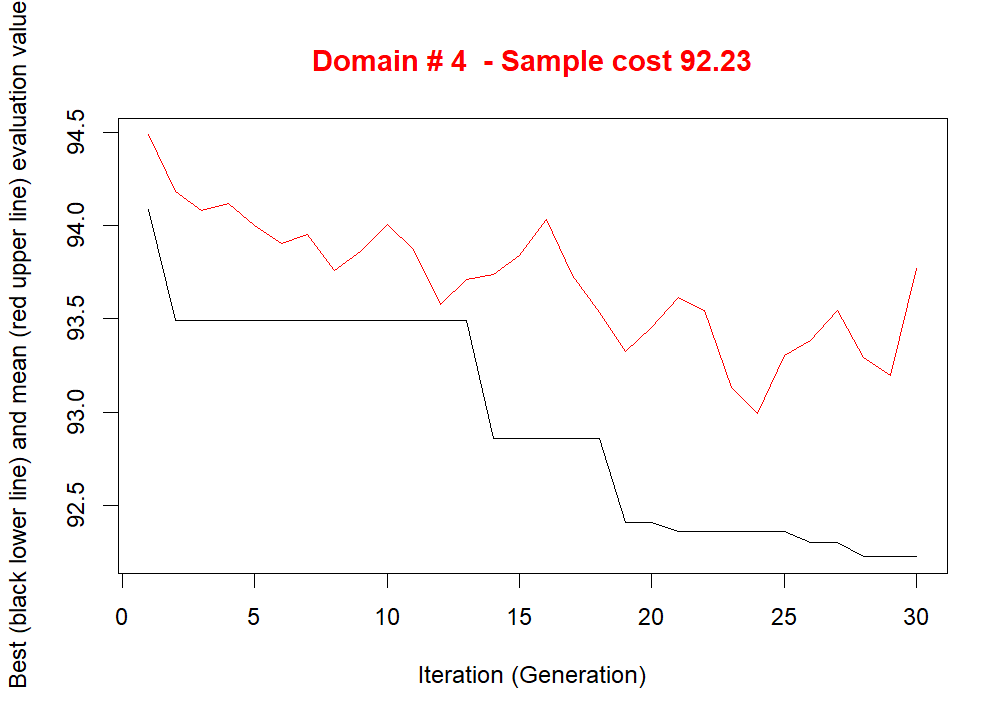 Domain # 4  - Sample cost 92.23
Best (black lower line) and mean (red upper line) evaluation value
94.5
94.0
93.5
93.0
92.5
0 5 10 15 20 25 30
Iteration (Generation)